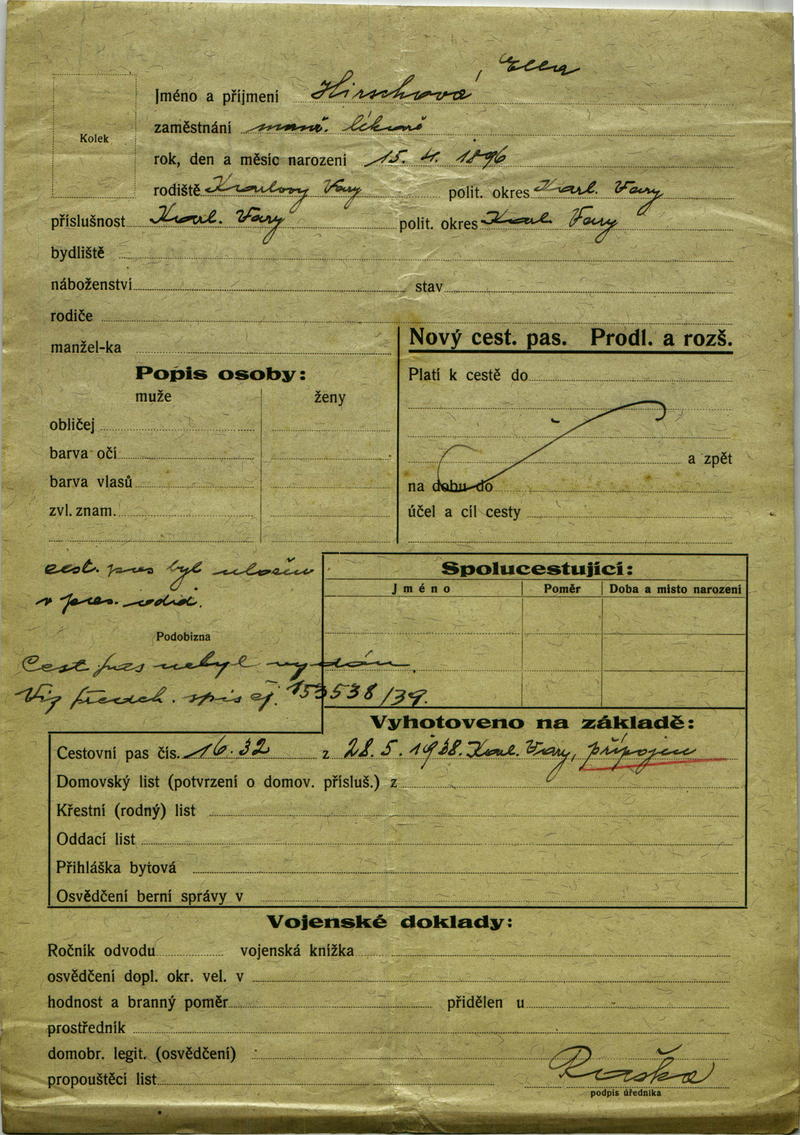 Kolek
Jméno a příjmení Hirschová, Ella
zaměstnání manž. lékaře
rok, den a měsíc narození 15. 4. 1896
rodiště Karlovy Vary polit. okres Karl. Vary
příslušnost Karl. Vary polit. okres Karl. Vary
bydliště
náboženství stav
rodiče
manžel-ka
Nový cest. pas. Prodl. a rozš.
Popis osoby:
muže ženy
obličej
barva očí
barva vlasů
zvl. znam.
Platí k cestě do
a zpět
na dobu do
účel a cíl cesty
cest. pas byl uložen
v pres.
Podobizna
Cest pas nebyl vydán.
Viz předch. spis čj. 153538/39.
Spolucestující:
Jméno Poměr Doba a místo narození
Vyhotoveno na základě:
Cestovní pas čís. 16.32 z 28. 5. 1938. Karl. Vary, připojen
Domovský list (potvrzení o domov. přísluš.) z
Křestní (rodný) list
Oddací list
Přihláška bytová
Osvědčení berní správy v
Vojenské doklady:
Ročník odvodu vojenská knížka
osvědčení dopl. okr. vel. v
hodnost a branný poměr přidělen u
prostředník
domobr. legit. (osvědčení)
propouštěcí list
Raška
podpis úředníka